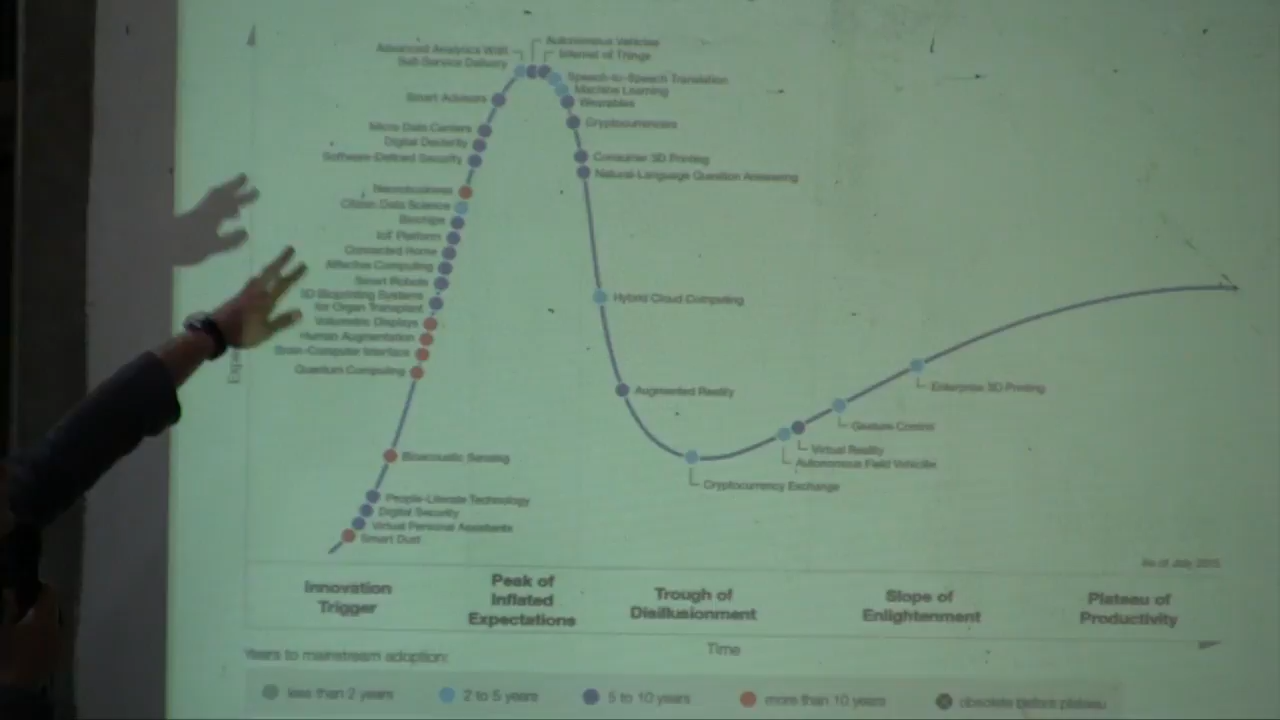 Autonomous Vehicles
Advanced Analytics With
Self-Service Delivery
Internet of Things
Speech-to-Speech Translation
Machine Learning
Wearables
Smart Advisors
Cryptocurrencies
Micro Data Centers
Digital Dexterity
Software-Defined Security
Consumer 3D Printing
Natural-Language Question Answering
Neurobusiness
Citizen Data Science
Biochips
IoT Platform
Connected Home
Affective Computing
Smart Robots
3D Bioprinting Systems
for Organ Transplant
Volumetric Displays
Human Augmentation
Brain-Computer Interface
Quantum Computing
Hybrid Cloud Computing
Augmented Reality
Enterprise 3D Printing
Gesture Control
Virtual Reality
Autonomous Field Vehicles
Cryptocurrency Exchange
Bioacoustic Sensing
People-Literate Technology
Digital Security
Virtual Personal Assistants
Smart Dust
As of July 2015
Innovation
Trigger
Peak of
Inflated
Expectations
Trough of
Disillusionment
Slope of
Enlightenment
Plateau of
Productivity
Time
Years to mainstream adoption:
less than 2 years
2 to 5 years
5 to 10 years
more than 10 years
obsolete before plateau